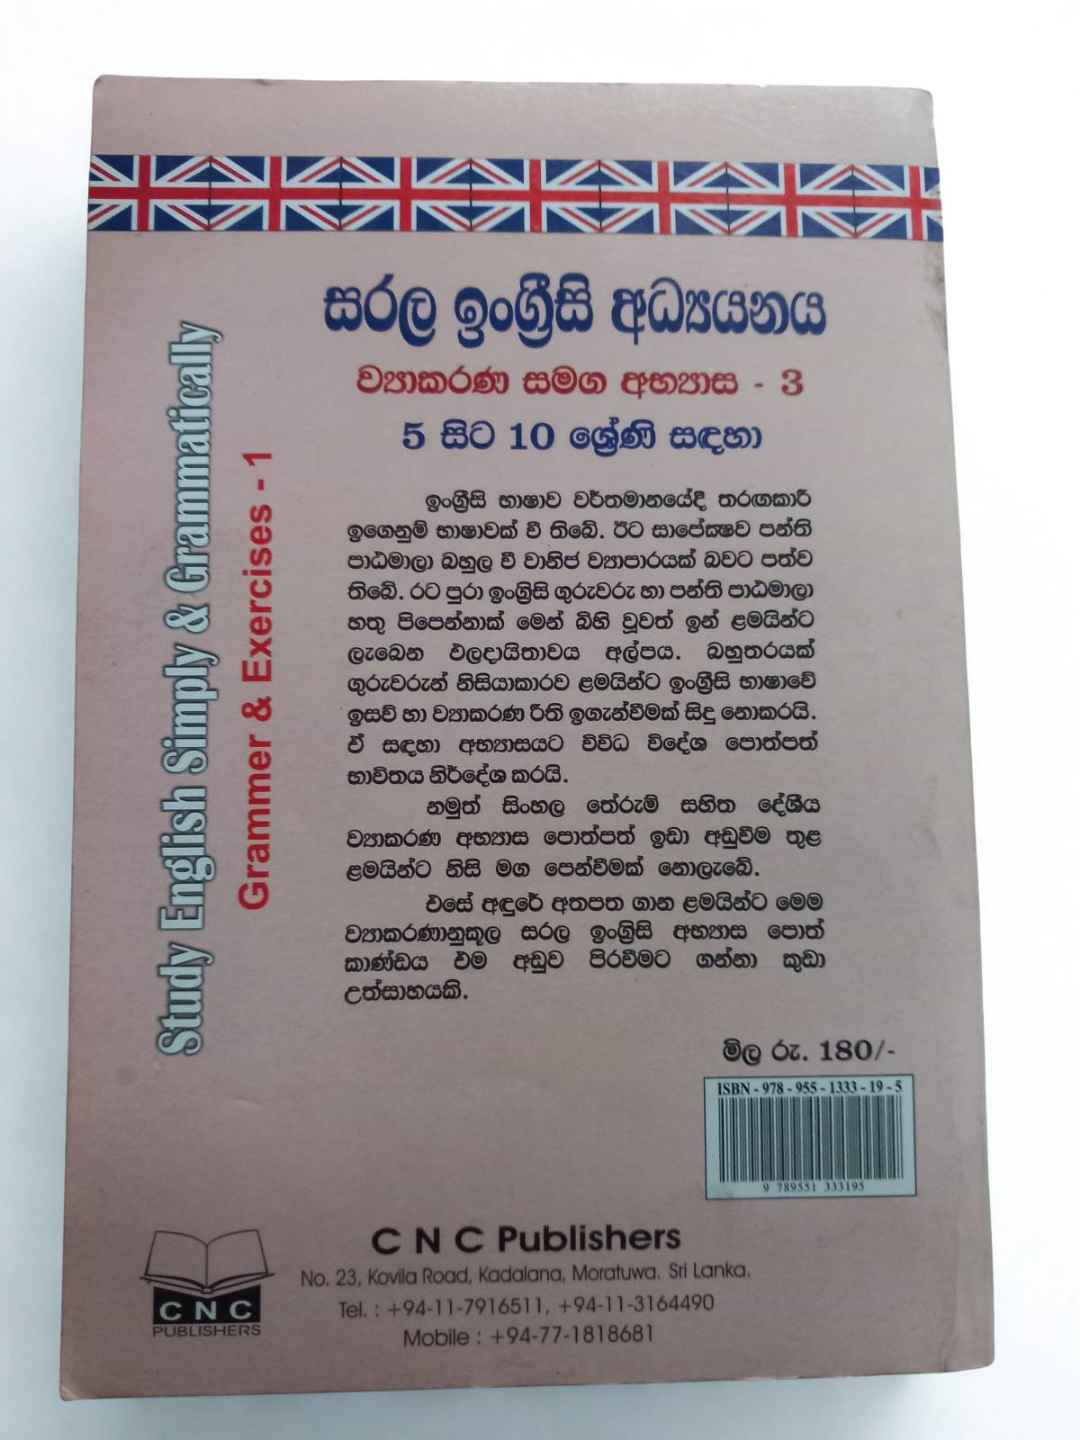 සරල ඉංග්‍රීසි අධ්‍යයනය
ව්‍යාකරණ සමග අභ්‍යාස - 3
5 සිට 10 ශ්‍රේණි සඳහා
Study English Simply & Grammatically
Grammer & Exercises - 1
ඉංග්‍රීසි භාෂාව වර්තමානයේදී තරඟකාරී
ඉගෙනුම් භාෂාවක් වී තිබේ. ඊට සාපේක්‍ෂව පන්ති
පාඨමාලා බහුල වී වානිජ ව්‍යාපාරයක් බවට පත්ව
තිබේ. රට පුරා ඉංග්‍රිසි ගුරුවරු හා පන්ති පාඨමාලා
හතු පිපෙන්නාක් මෙන් බිහි වූවත් ඉන් ළමයින්ට
ලැබෙන ඵලදායිතාවය අල්පය. බහුතරයක්
ගුරුවරුන් නිසියාකාරව ළමයින්ට ඉංග්‍රීසි භාෂාවේ
ඉසව් හා ව්‍යාකරණ රීති ඉගැන්වීමක් සිදු නොකරයි.
ඒ සඳහා අභ්‍යාසයට විවිධ විදේශ පොත්පත්
භාවිතය නිර්දේශ කරයි.
නමුත් සිංහල තේරුම් සහිත දේශීය
ව්‍යාකරණ අභ්‍යාස පොත්පත් ඉඩා අඩුවීම තුළ
ළමයින්ට නිසි මග පෙන්වීමක් නොලැබේ.
එසේ අඳුරේ අතපත ගාන ළමයින්ට මෙම
ව්‍යාකරණානුකූල සරල ඉංග්‍රිසි අභ්‍යාස පොත්
කාණ්ඩය එම අඩුව පිරවීමට ගන්නා කුඩා
උත්සාහයකි.
මිල රු. 180/-
ISBN - 978 - 955 - 1333 - 19 - 5
9 789551 333195
C N C Publishers
No. 23, Kovila Road, Kadalana, Moratuwa. Sri Lanka.
Tel. : +94-11-7916511, +94-11-3164490
Mobile : +94-77-1818681
C N C
PUBLISHERS